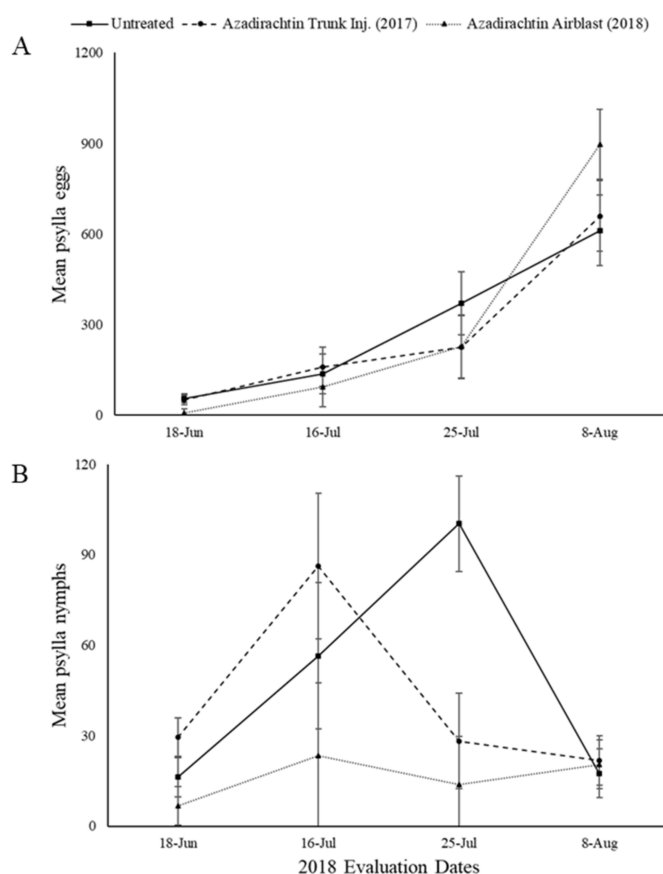 Untreated Azadirachtin Trunk Inj. (2017) Azadirachtin Airblast (2018)
A
1200
900
600
300
0
Mean psylla eggs
18-Jun 16-Jul 25-Jul 8-Aug
B
120
90
60
30
0
Mean psylla nymphs
18-Jun 16-Jul 25-Jul 8-Aug
2018 Evaluation Dates